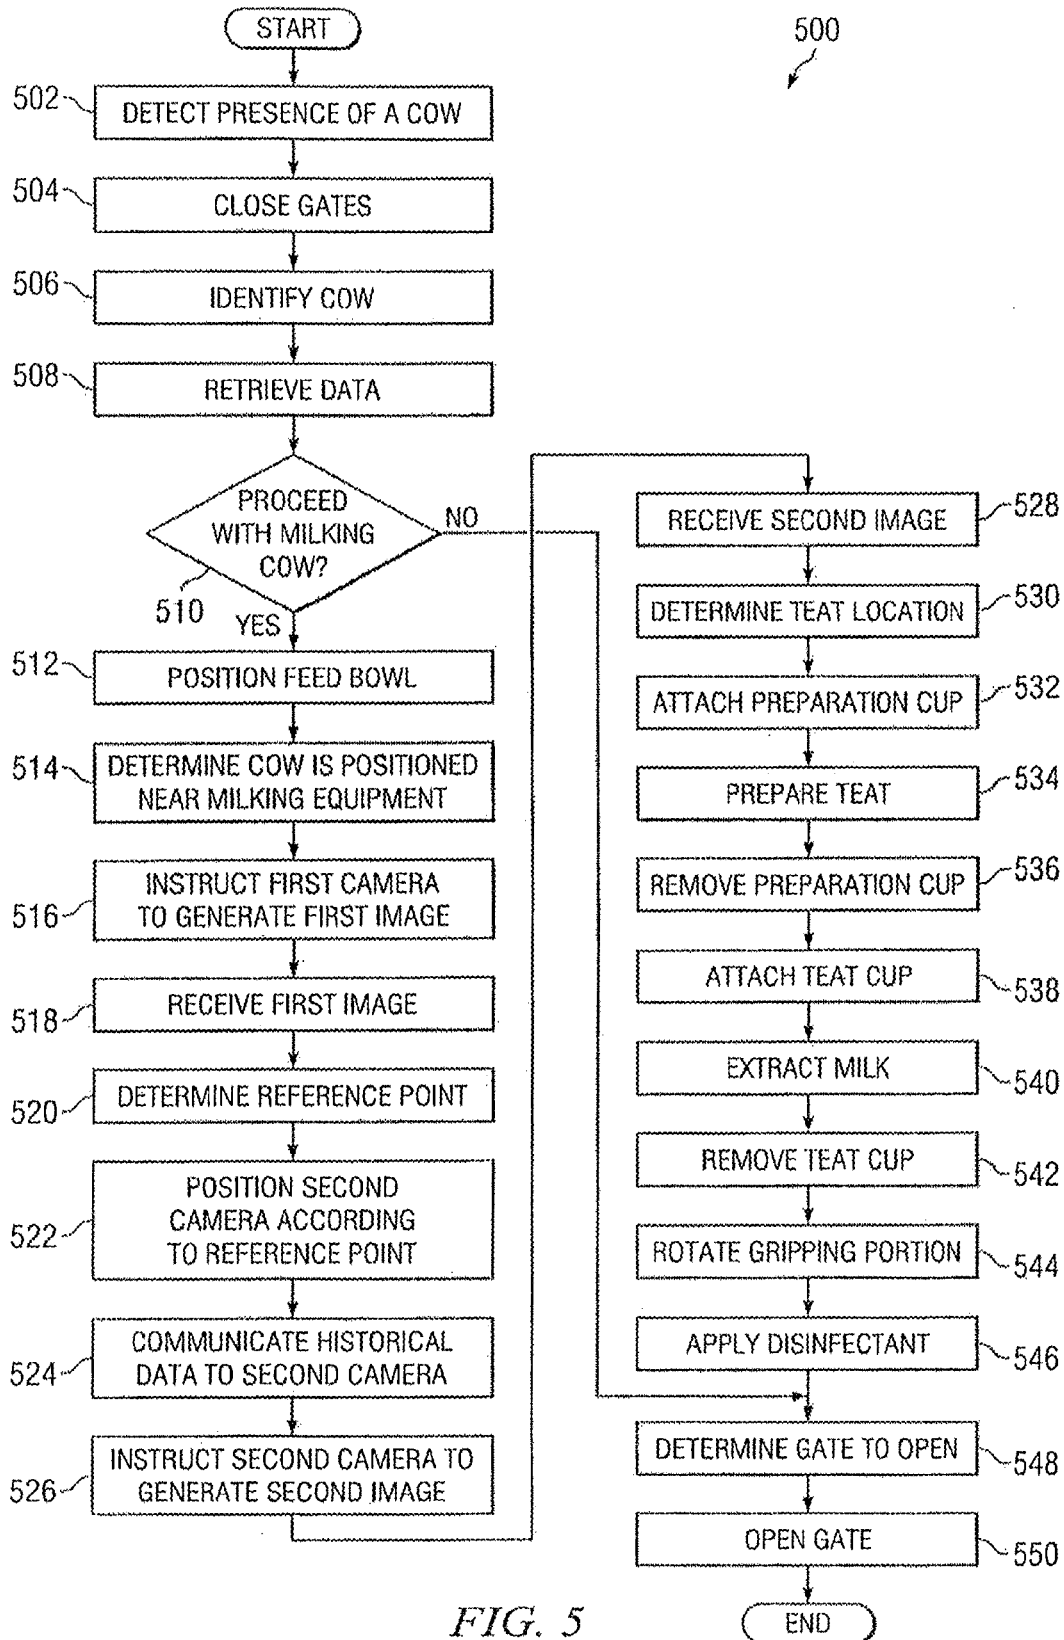 START
500
502
DETECT PRESENCE OF A COW
504
CLOSE GATES
506
IDENTIFY COW
508
RETRIEVE DATA
PROCEED
WITH MILKING
COW?
510
NO
YES
512
POSITION FEED BOWL
514
DETERMINE COW IS POSITIONED
NEAR MILKING EQUIPMENT
516
INSTRUCT FIRST CAMERA
TO GENERATE FIRST IMAGE
518
RECEIVE FIRST IMAGE
520
DETERMINE REFERENCE POINT
522
POSITION SECOND
CAMERA ACCORDING
TO REFERENCE POINT
524
COMMUNICATE HISTORICAL
DATA TO SECOND CAMERA
526
INSTRUCT SECOND CAMERA TO
GENERATE SECOND IMAGE
RECEIVE SECOND IMAGE
528
DETERMINE TEAT LOCATION
530
ATTACH PREPARATION CUP
532
PREPARE TEAT
534
REMOVE PREPARATION CUP
536
ATTACH TEAT CUP
538
EXTRACT MILK
540
REMOVE TEAT CUP
542
ROTATE GRIPPING PORTION
544
APPLY DISINFECTANT
546
DETERMINE GATE TO OPEN
548
OPEN GATE
550
END
FIG. 5